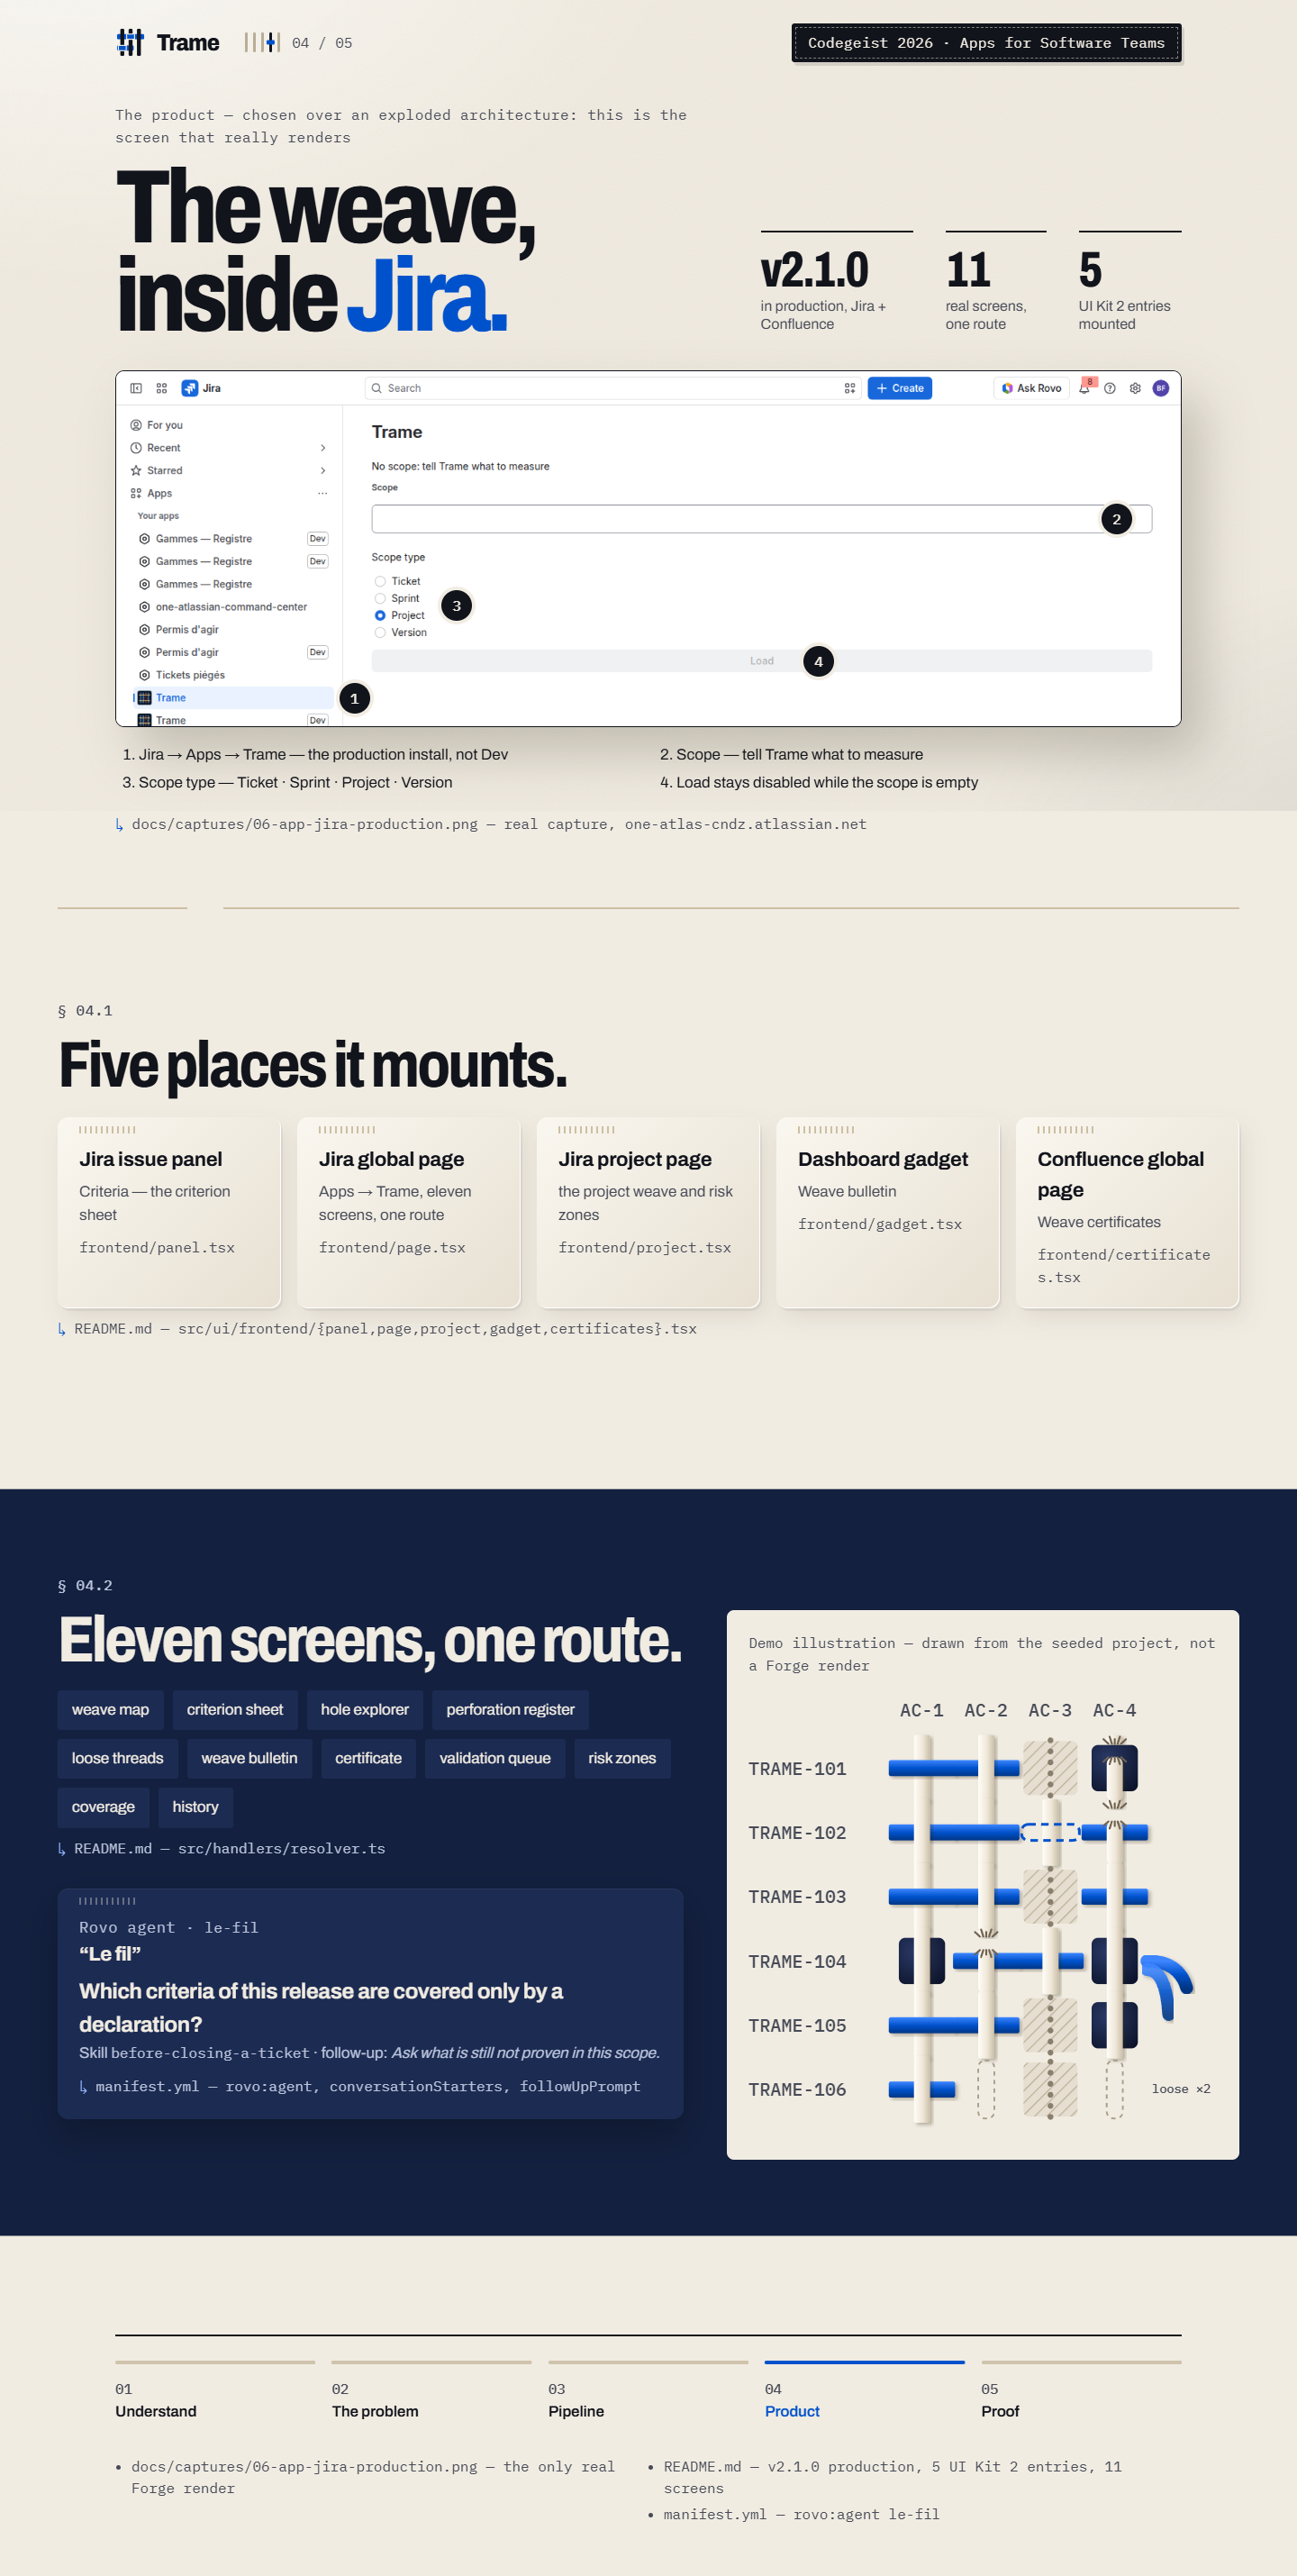 Trame
04 / 05
Codegeist 2026 · Apps for Software Teams
The product — chosen over an exploded architecture: this is the
screen that really renders
The weave,
inside Jira.
v2.1.0
in production, Jira +
Confluence
11
real screens,
one route
5
UI Kit 2 entries
mounted
Jira
Search
Create
Ask Rovo
8
BF
For you
Recent
Starred
Apps
Your apps
Gammes — Registre
Dev
Gammes — Registre
Dev
Gammes — Registre
one-atlassian-command-center
Permis d'agir
Permis d'agir
Dev
Tickets piégés
Trame
Trame
Dev
Trame
No scope: tell Trame what to measure
Scope
2
Scope type
Ticket
Sprint
Project
Version
3
Load
4
1
1. Jira → Apps → Trame — the production install, not Dev
2. Scope — tell Trame what to measure
3. Scope type — Ticket · Sprint · Project · Version
4. Load stays disabled while the scope is empty
↳ docs/captures/06-app-jira-production.png — real capture, one-atlas-cndz.atlassian.net
§ 04.1
Five places it mounts.
Jira issue panel
Criteria — the criterion
sheet
frontend/panel.tsx
Jira global page
Apps → Trame, eleven
screens, one route
frontend/page.tsx
Jira project page
the project weave and risk
zones
frontend/project.tsx
Dashboard gadget
Weave bulletin
frontend/gadget.tsx
Confluence global
page
Weave certificates
frontend/certificate
s.tsx
↳ README.md — src/ui/frontend/{panel,page,project,gadget,certificates}.tsx
§ 04.2
Eleven screens, one route.
weave map
criterion sheet
hole explorer
perforation register
loose threads
weave bulletin
certificate
validation queue
risk zones
coverage
history
↳ README.md — src/handlers/resolver.ts
Rovo agent · le-fil
“Le fil”
Which criteria of this release are covered only by a
declaration?
Skill before-closing-a-ticket · follow-up: Ask what is still not proven in this scope.
↳ manifest.yml — rovo:agent, conversationStarters, followUpPrompt
Demo illustration — drawn from the seeded project, not
a Forge render
AC-1 AC-2 AC-3 AC-4
TRAME-101
TRAME-102
TRAME-103
TRAME-104
TRAME-105
TRAME-106
loose ×2
01
Understand
02
The problem
03
Pipeline
04
Product
05
Proof
• docs/captures/06-app-jira-production.png — the only real
Forge render
• README.md — v2.1.0 production, 5 UI Kit 2 entries, 11
screens
• manifest.yml — rovo:agent le-fil